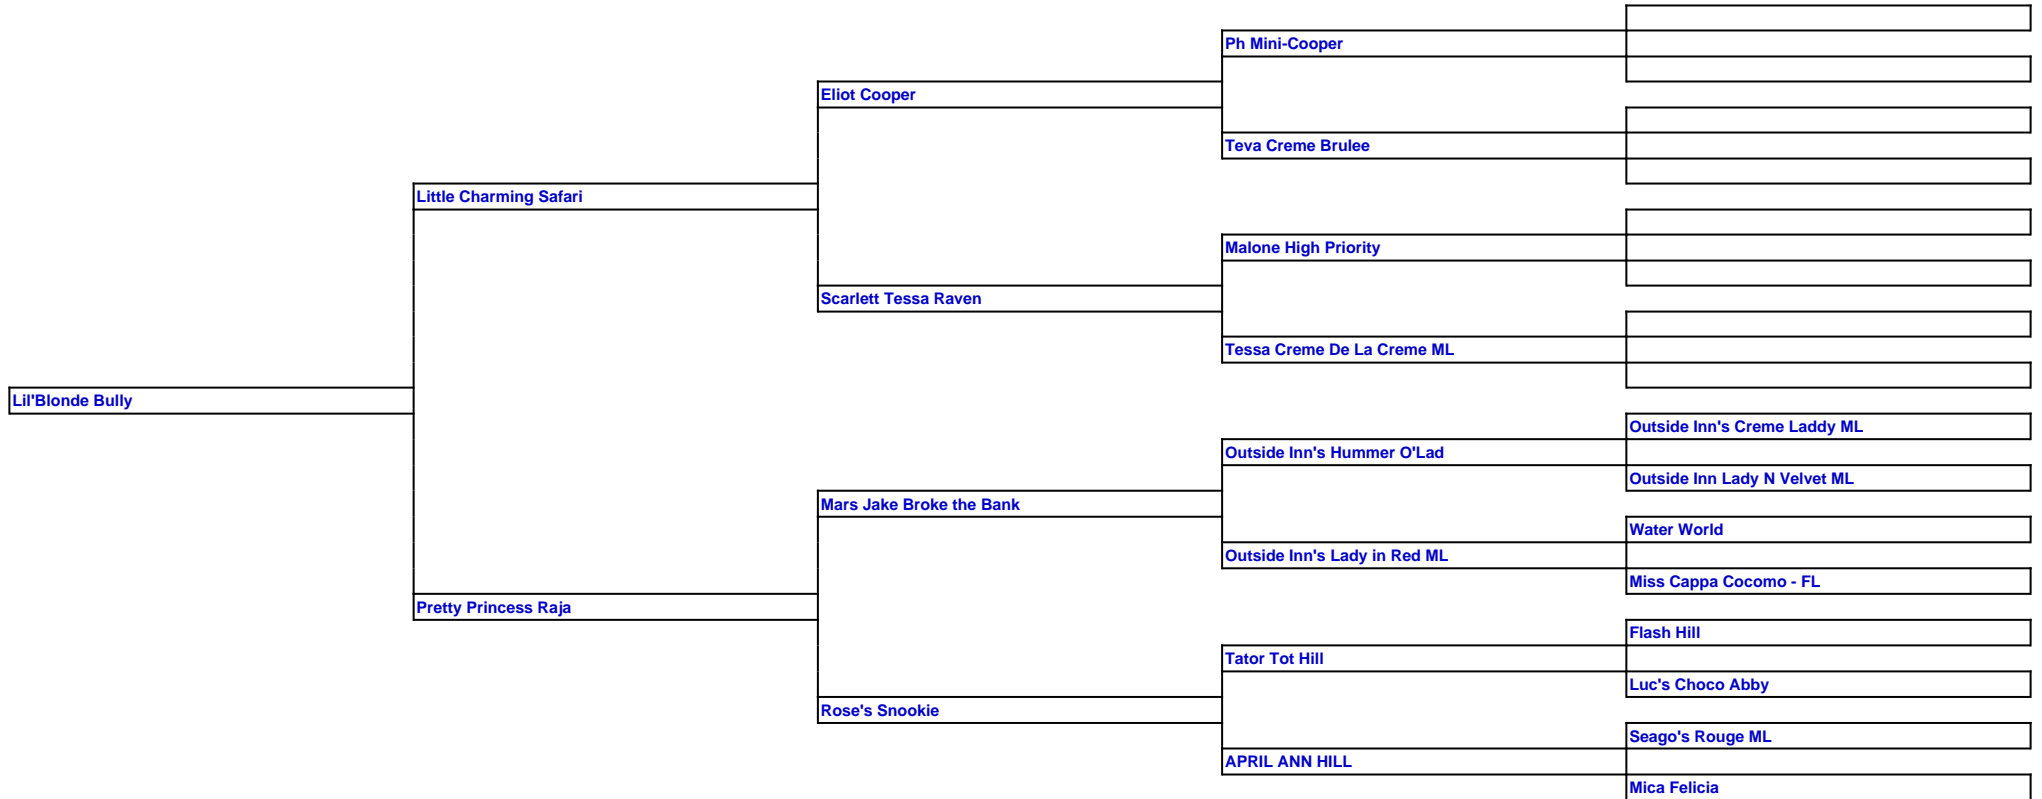 Ph Mini-Cooper
Eliot Cooper
Teva Creme Brulee
Little Charming Safari
Malone High Priority
Scarlett Tessa Raven
Tessa Creme De La Creme ML
Lil'Blonde Bully
Outside Inn's Creme Laddy ML
Outside Inn's Hummer O'Lad
Outside Inn Lady N Velvet ML
Mars Jake Broke the Bank
Water World
Outside Inn's Lady in Red ML
Miss Cappa Cocomo - FL
Pretty Princess Raja
Flash Hill
Tator Tot Hill
Luc's Choco Abby
Rose's Snookie
Seago's Rouge ML
APRIL ANN HILL
Mica Felicia